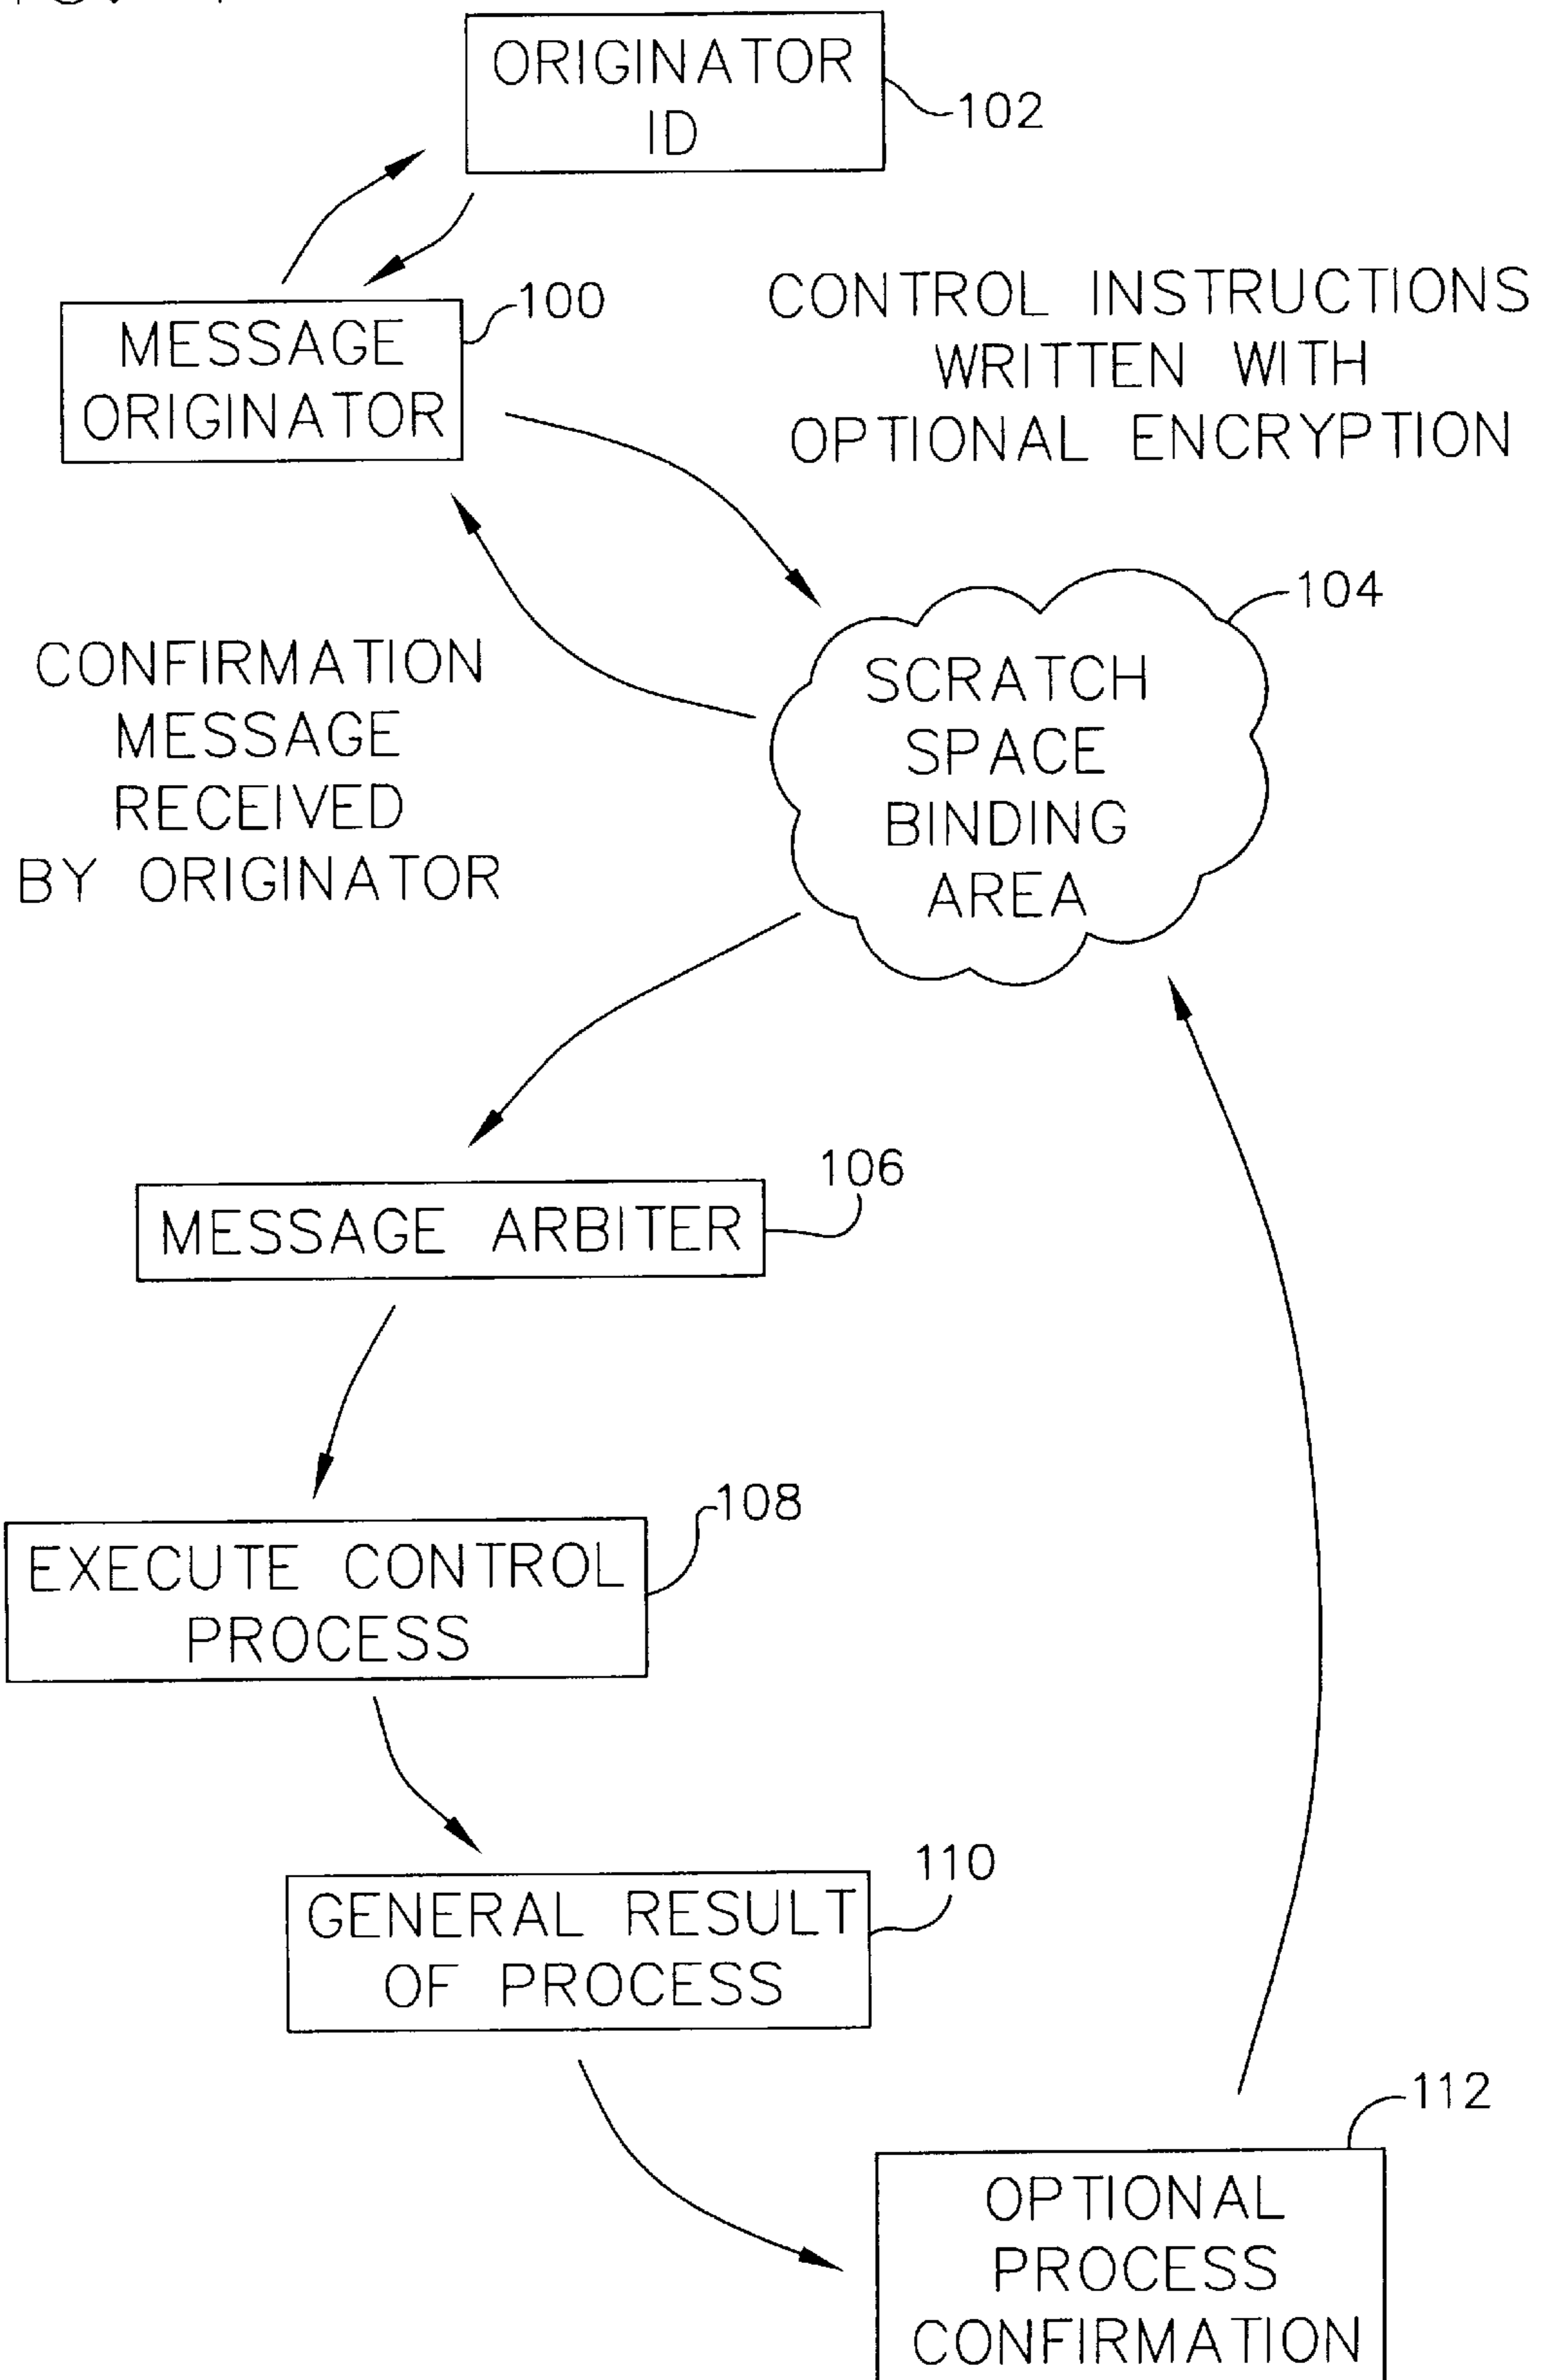 ORIGINATOR
ID
102
MESSAGE
ORIGINATOR
100
CONTROL INSTRUCTIONS
WRITTEN WITH
OPTIONAL ENCRYPTION
CONFIRMATION
MESSAGE
RECEIVED
BY ORIGINATOR
104
SCRATCH
SPACE
BINDING
AREA
106
MESSAGE ARBITER
108
EXECUTE CONTROL
PROCESS
110
GENERAL RESULT
OF PROCESS
112
OPTIONAL
PROCESS
CONFIRMATION